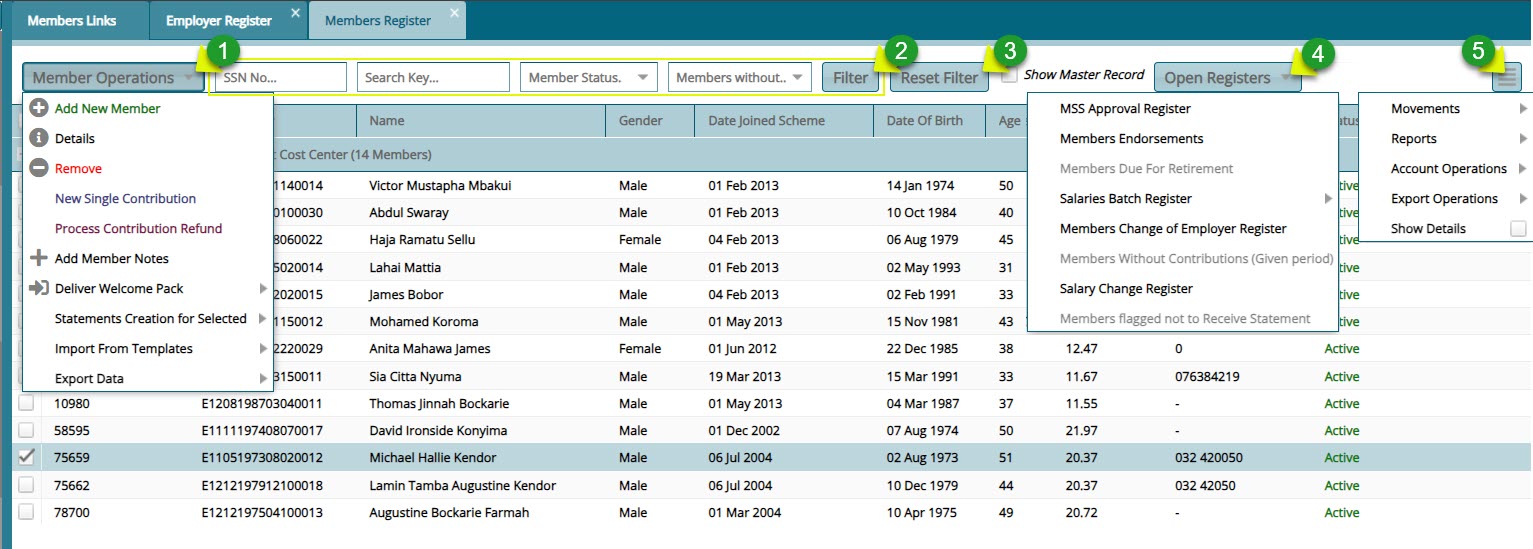 Members Links Employer Register × Members Register ×
1 2 3 4 5
Member Operations SSN No... Search Key... Member Status. Members without.. Filter Reset Filter Show Master Record Open Registers
Name Gender Date Joined Scheme Date Of Birth Age
Cost Center (14 Members)
Add New Member
Details
Remove
New Single Contribution
Process Contribution Refund
Add Member Notes
Deliver Welcome Pack
Statements Creation for Selected
Import From Templates
Export Data
MSS Approval Register
Members Endorsements
Members Due For Retirement
Salaries Batch Register
Members Change of Employer Register
Members Without Contributions (Given period)
Salary Change Register
Members flagged not to Receive Statement
Movements
Reports
Account Operations
Export Operations
Show Details
1140014 Victor Mustapha Mbakui Male 01 Feb 2013 14 Jan 1974 50 Active
0100030 Abdul Swaray Male 01 Feb 2013 10 Oct 1984 40 Active
8060022 Haja Ramatu Sellu Female 04 Feb 2013 06 Aug 1979 45 Active
5020014 Lahai Mattia Male 01 Feb 2013 02 May 1993 31 Active
2020015 James Bobor Male 04 Feb 2013 02 Feb 1991 33 Active
1150012 Mohamed Koroma Male 01 May 2013 15 Nov 1981 43 Active
2220029 Anita Mahawa James Female 01 Jun 2012 22 Dec 1985 38 12.47 0 Active
3150011 Sia Citta Nyuma Male 19 Mar 2013 15 Mar 1991 33 11.67 076384219 Active
10980 E1208198703040011 Thomas Jinnah Bockarie Male 01 May 2013 04 Mar 1987 37 11.55 - Active
58595 E1111197408070017 David Ironside Konyima Male 01 Dec 2002 07 Aug 1974 50 21.97 - Active
75659 E1105197308020012 Michael Hallie Kendor Male 06 Jul 2004 02 Aug 1973 51 20.37 032 420050 Active
75662 E1212197912100018 Lamin Tamba Augustine Kendor Male 06 Jul 2004 10 Dec 1979 44 20.37 032 42050 Active
78700 E1212197504100013 Augustine Bockarie Farmah Male 01 Mar 2004 10 Apr 1975 49 20.72 - Active